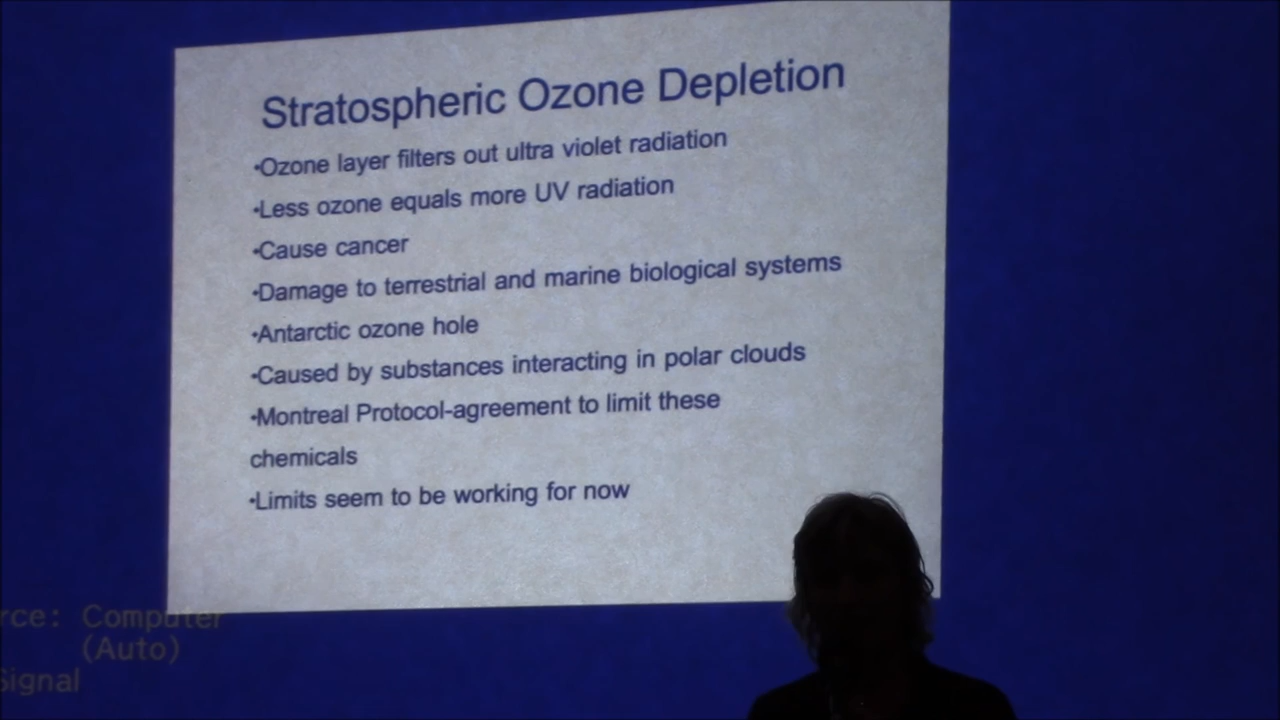 Stratospheric Ozone Depletion
•Ozone layer filters out ultra violet radiation
•Less ozone equals more UV radiation
•Cause cancer
•Damage to terrestrial and marine biological systems
•Antarctic ozone hole
•Caused by substances interacting in polar clouds
•Montreal Protocol-agreement to limit these
chemicals
•Limits seem to be working for now
rce: Computer
(Auto)
Signal